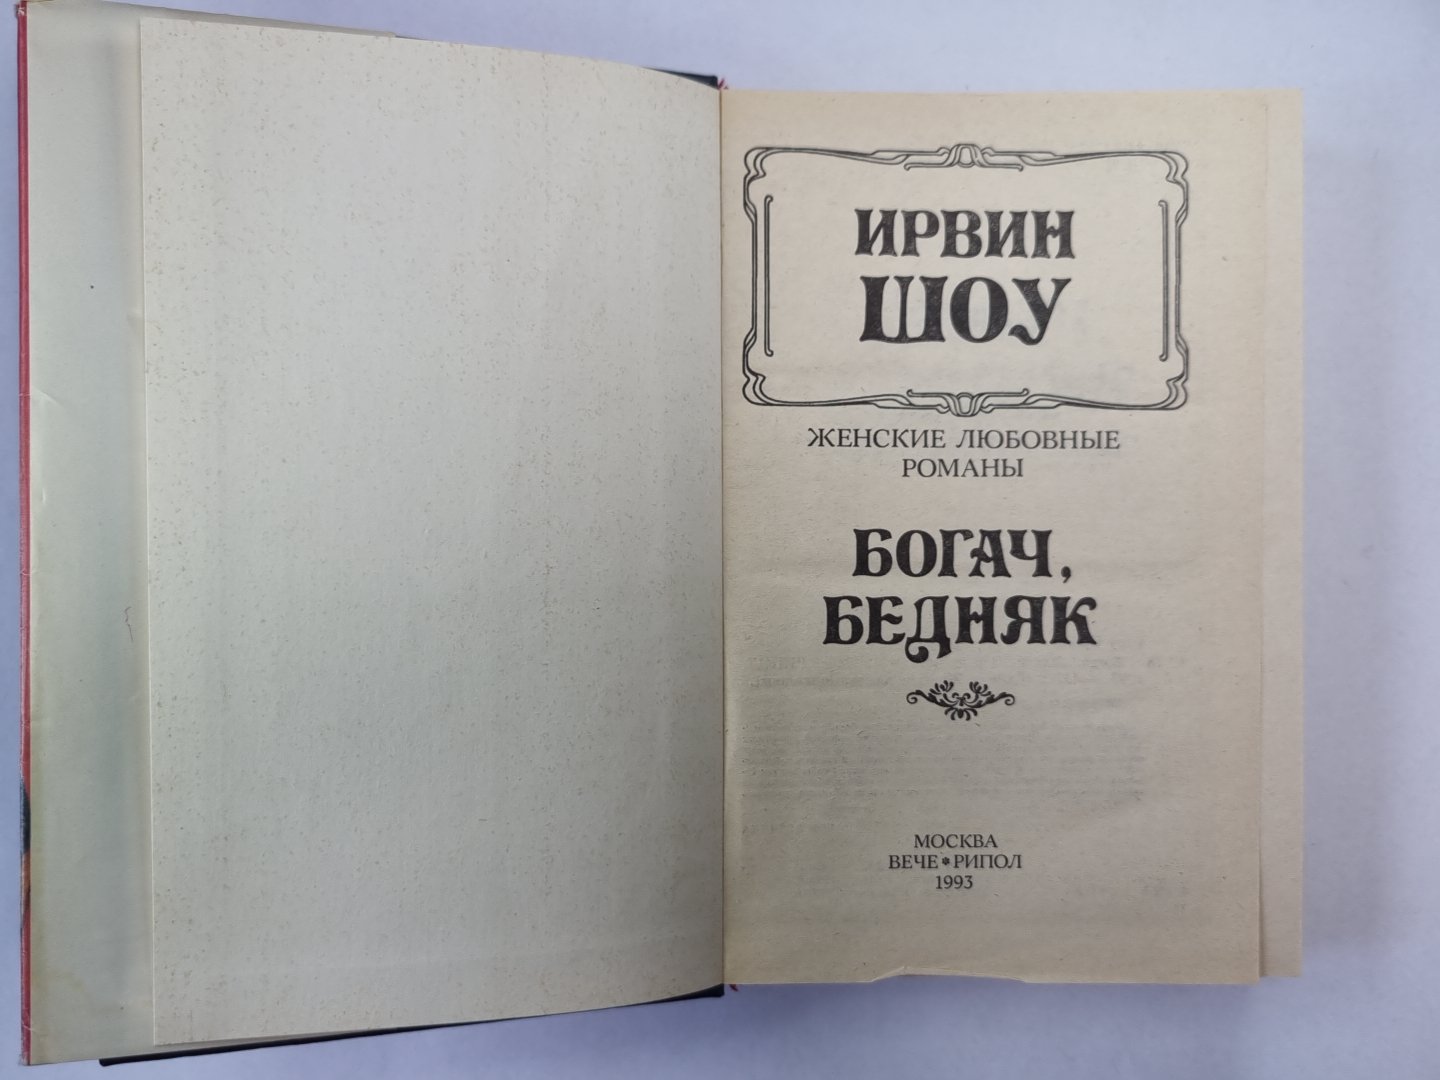 ИРВИН
ШОУ
ЖЕНСКИЕ ЛЮБОВНЫЕ
РОМАНЫ
БОГАЧ,
БЕДНЯК
МОСКВА
ВЕЧЕ * РИПОЛ
1993